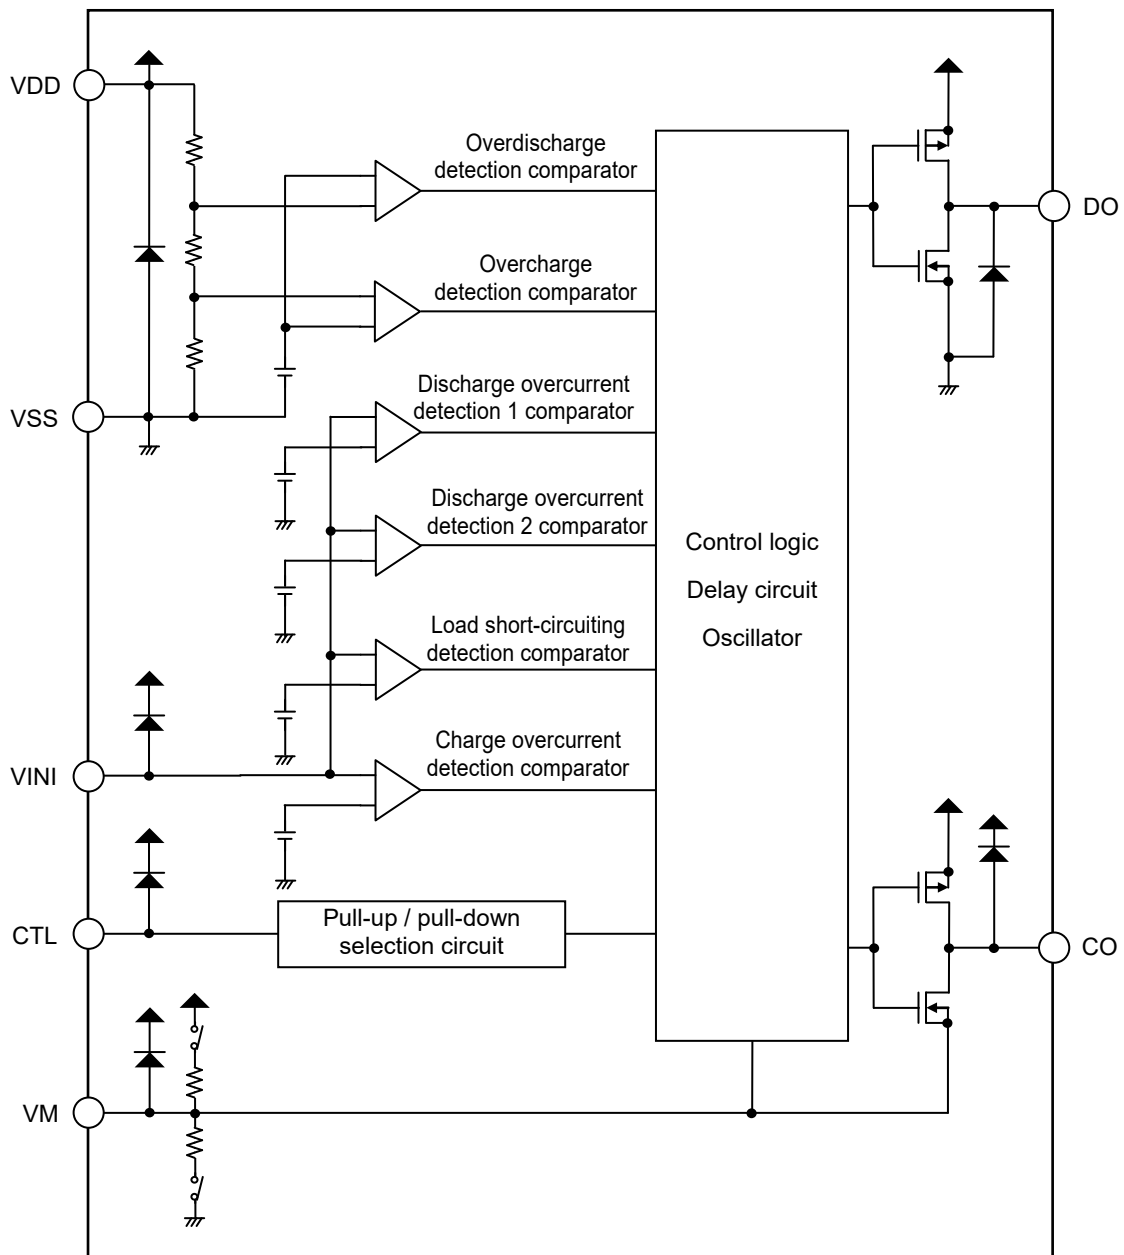 VDD
Overdischarge
detection comparator
DO
Overcharge
detection comparator
Discharge overcurrent
detection 1 comparator
VSS
Discharge overcurrent
detection 2 comparator
Control logic
Delay circuit
Oscillator
Load short-circuiting
detection comparator
Charge overcurrent
detection comparator
VINI
Pull-up / pull-down
selection circuit
CTL
CO
VM